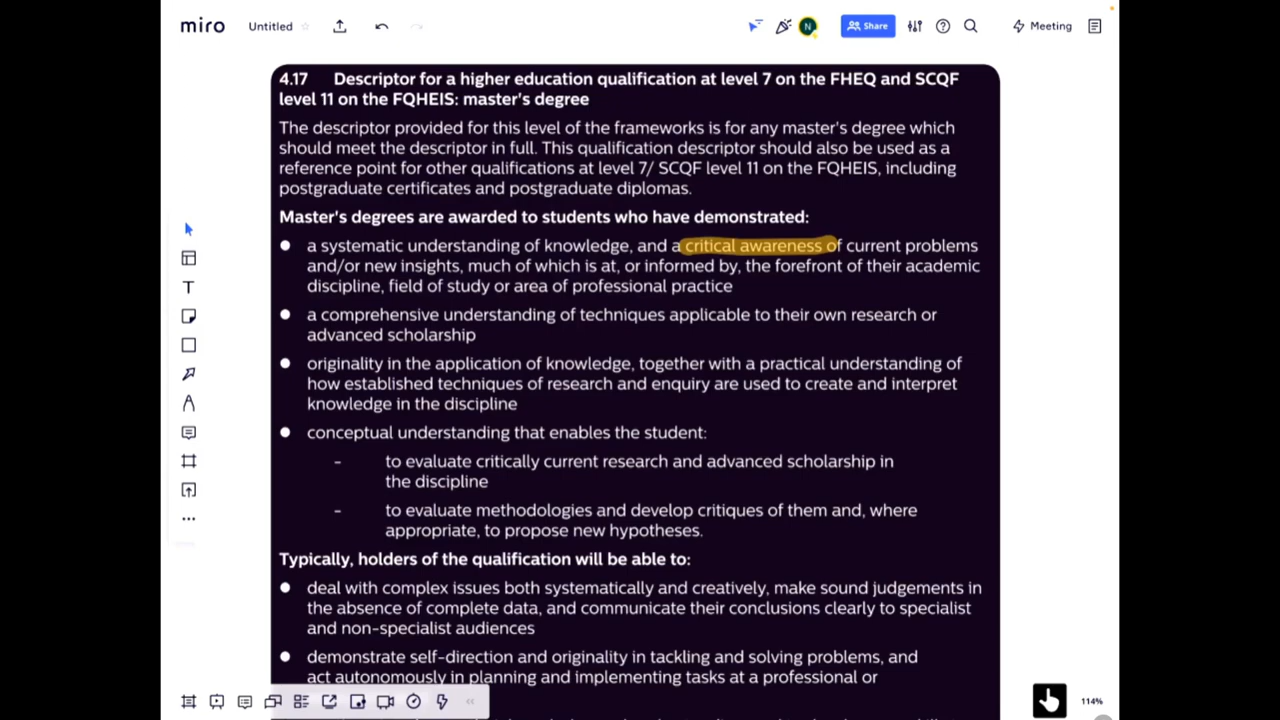 miro Untitled N Share Meeting
4.17 Descriptor for a higher education qualification at level 7 on the FHEQ and SCQF
level 11 on the FQHEIS: master's degree
The descriptor provided for this level of the frameworks is for any master's degree which
should meet the descriptor in full. This qualification descriptor should also be used as a
reference point for other qualifications at level 7/ SCQF level 11 on the FQHEIS, including
postgraduate certificates and postgraduate diplomas.
Master's degrees are awarded to students who have demonstrated:
a systematic understanding of knowledge, and a critical awareness of current problems
and/or new insights, much of which is at, or informed by, the forefront of their academic
discipline, field of study or area of professional practice
a comprehensive understanding of techniques applicable to their own research or
advanced scholarship
originality in the application of knowledge, together with a practical understanding of
how established techniques of research and enquiry are used to create and interpret
knowledge in the discipline
conceptual understanding that enables the student:
- to evaluate critically current research and advanced scholarship in
the discipline
- to evaluate methodologies and develop critiques of them and, where
appropriate, to propose new hypotheses.
Typically, holders of the qualification will be able to:
deal with complex issues both systematically and creatively, make sound judgements in
the absence of complete data, and communicate their conclusions clearly to specialist
and non-specialist audiences
demonstrate self-direction and originality in tackling and solving problems, and
act autonomously in planning and implementing tasks at a professional or
114%